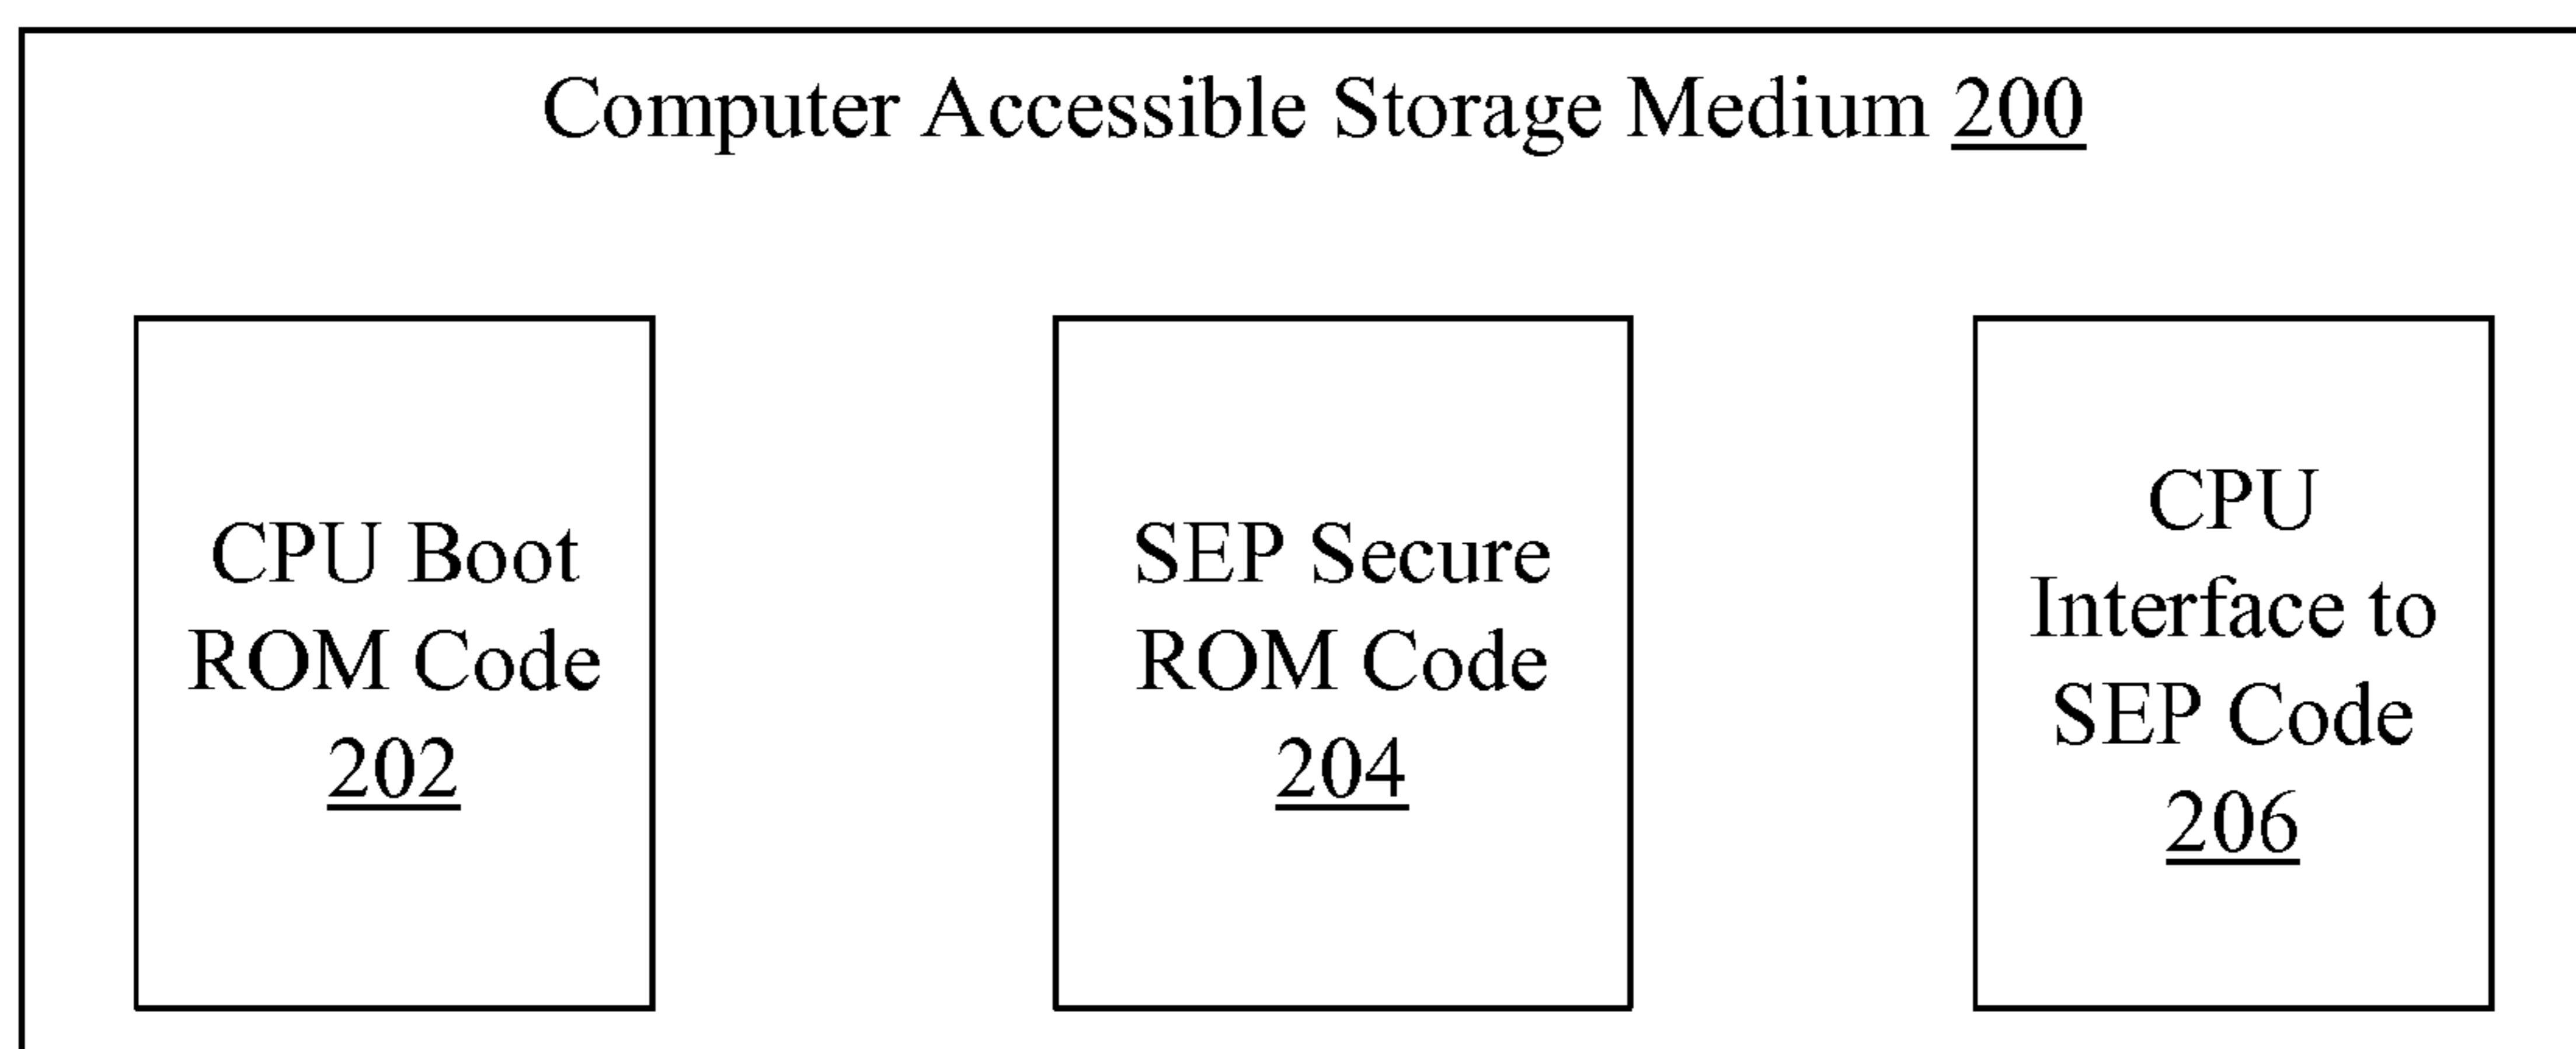 Computer Accessible Storage Medium 200
CPU Boot
ROM Code
202
SEP Secure
ROM Code
204
CPU
Interface to
SEP Code
206